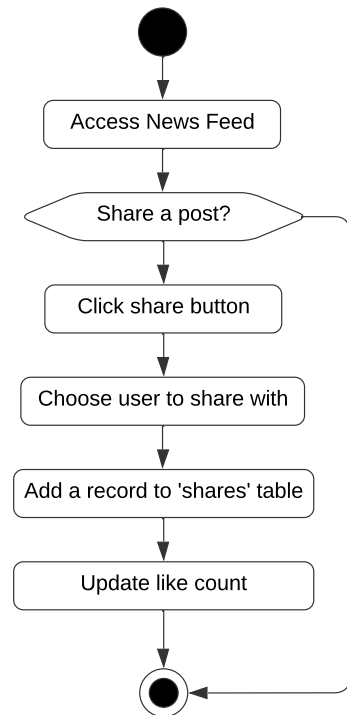 Access News Feed
Share a post?
Click share button
Choose user to share with
Add a record to 'shares' table
Update like count